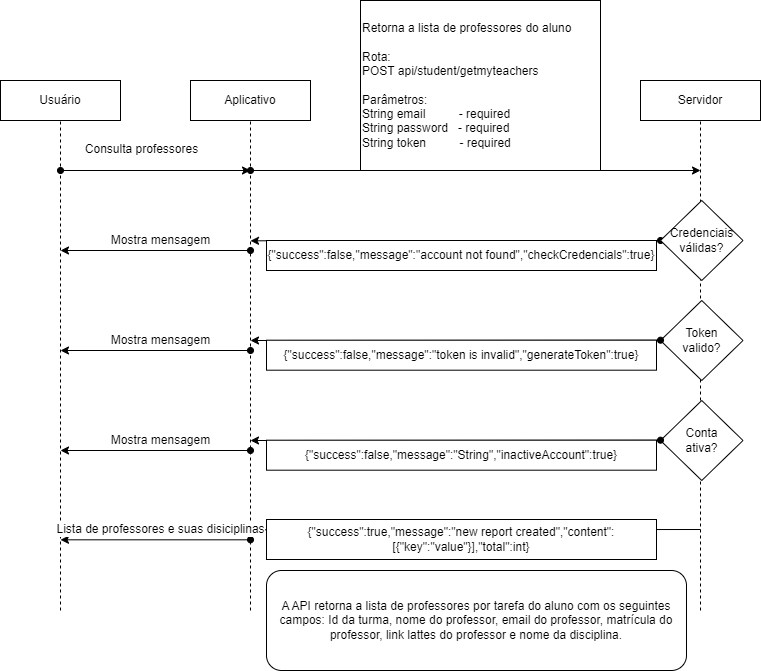 Retorna a lista de professores do aluno
Rota:
POST api/student/getmyteachers
Parâmetros:
String email - required
String password - required
String token - required
Usuário
Aplicativo
Servidor
Consulta professores
Credenciais
válidas?
Mostra mensagem
{"success":false,"message":"account not found","checkCredencials":true}
Token
valido?
Mostra mensagem
{"success":false,"message":"token is invalid","generateToken":true}
Conta
ativa?
Mostra mensagem
{"success":false,"message":"String","inactiveAccount":true}
Lista de professores e suas disiciplinas
{"success":true,"message":"new report created","content":
[{"key":"value"}],"total":int}
A API retorna a lista de professores por tarefa do aluno com os seguintes
campos: Id da turma, nome do professor, email do professor, matrícula do
professor, link lattes do professor e nome da disciplina.